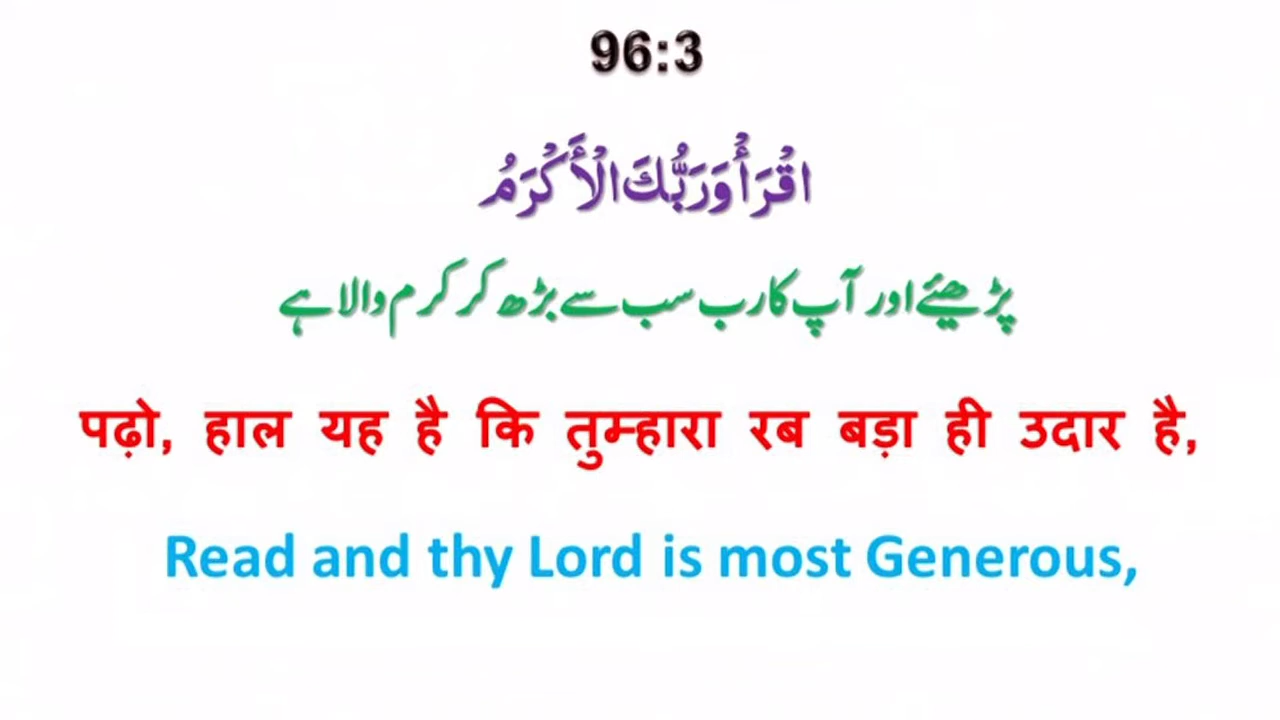 96:3
اقْرَأْ وَرَبُّكَ الْأَكْرَمُ
پڑھیئے اور آپ کا رب سب سے بڑھ کر کرم والا ہے
पढ़ो, हाल यह है कि तुम्हारा रब बड़ा ही उदार है,
Read and thy Lord is most Generous,